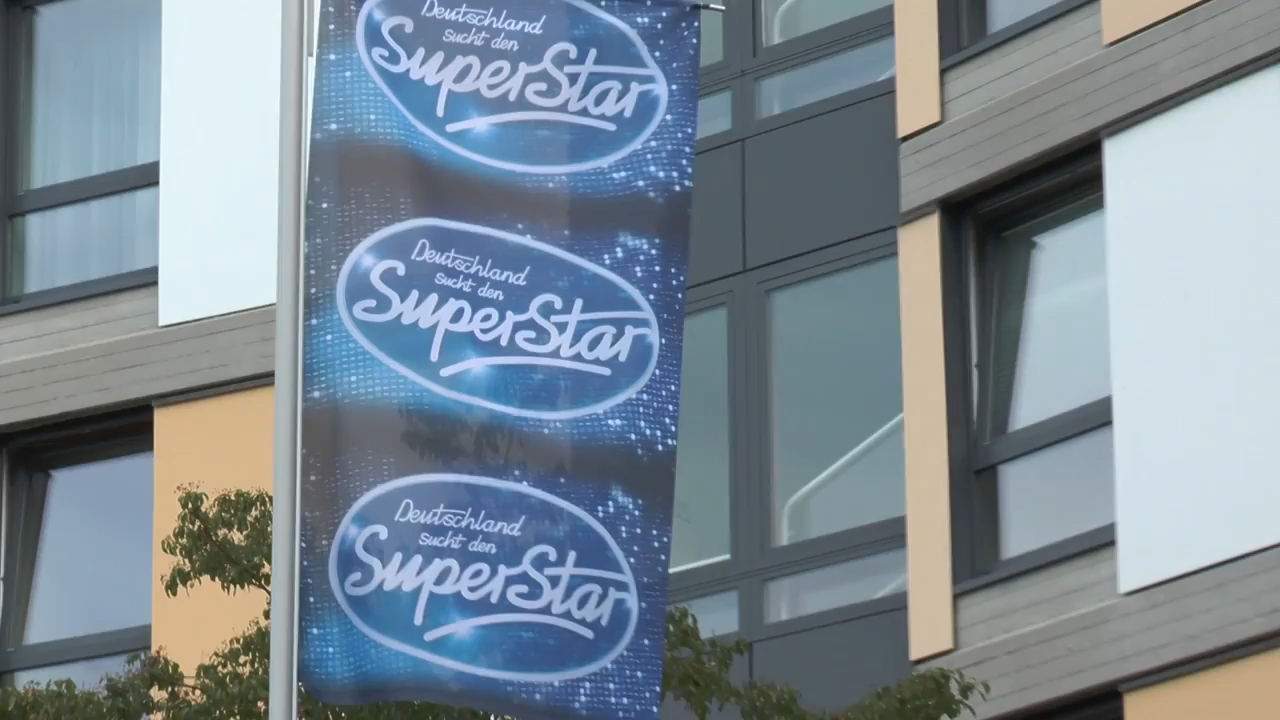 Deutschland
sucht den
SuperStar
Deutschland
sucht den
SuperStar
Deutschland
sucht den
SuperStar